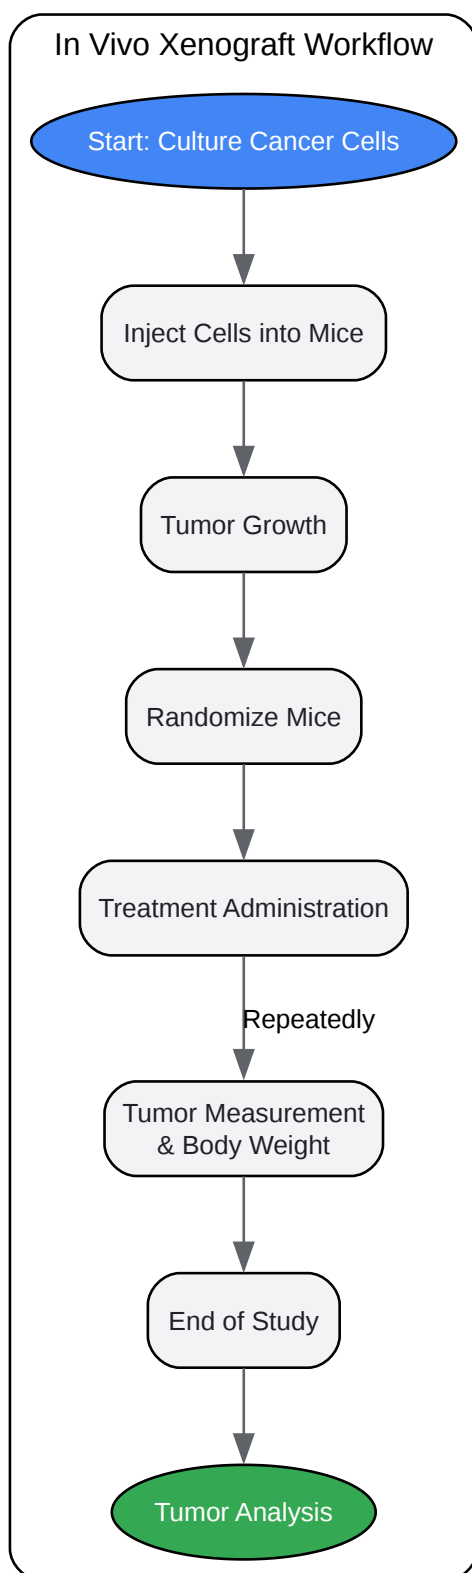 In Vivo Xenograft Workflow
Start: Culture Cancer Cells
Inject Cells into Mice
Tumor Growth
Randomize Mice
Treatment Administration
Repeatedly
Tumor Measurement
& Body Weight
End of Study
Tumor Analysis